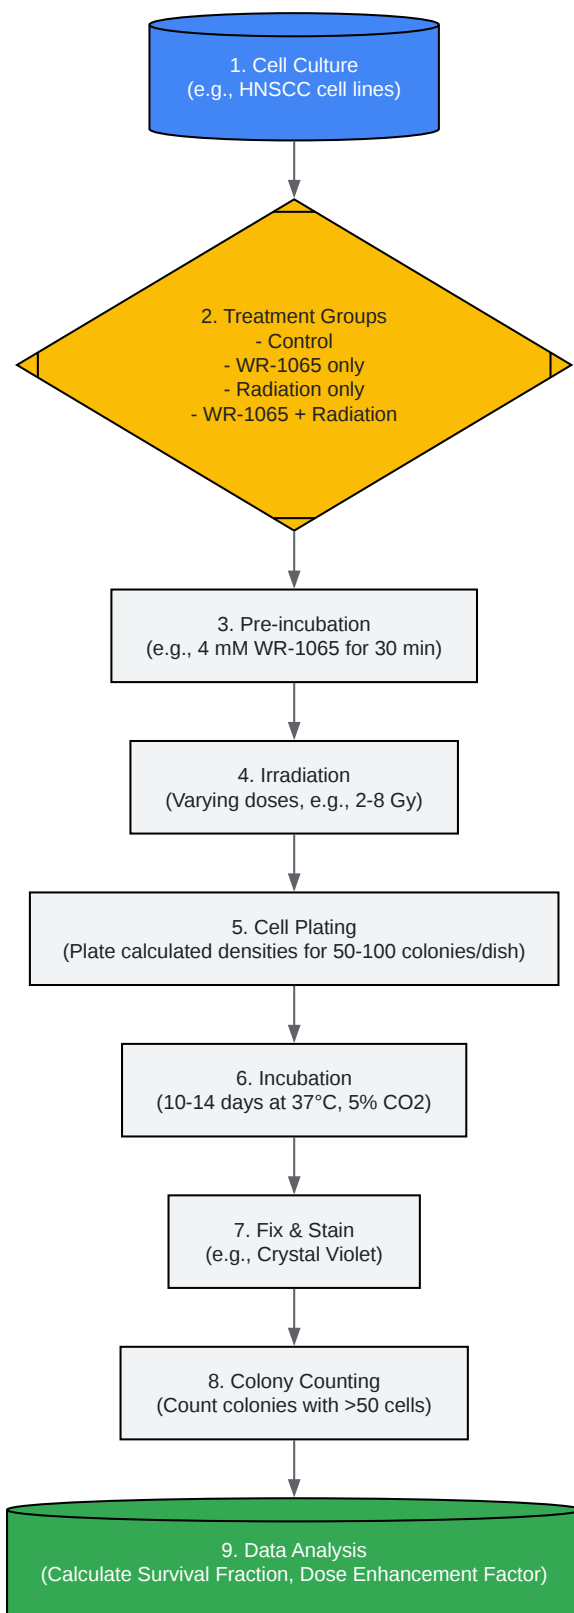 1. Cell Culture
(e.g., HNSCC cell lines)
2. Treatment Groups
- Control
- WR-1065 only
- Radiation only
- WR-1065 + Radiation
3. Pre-incubation
(e.g., 4 mM WR-1065 for 30 min)
4. Irradiation
(Varying doses, e.g., 2-8 Gy)
5. Cell Plating
(Plate calculated densities for 50-100 colonies/dish)
6. Incubation
(10-14 days at 37°C, 5% CO2)
7. Fix & Stain
(e.g., Crystal Violet)
8. Colony Counting
(Count colonies with >50 cells)
9. Data Analysis
(Calculate Survival Fraction, Dose Enhancement Factor)